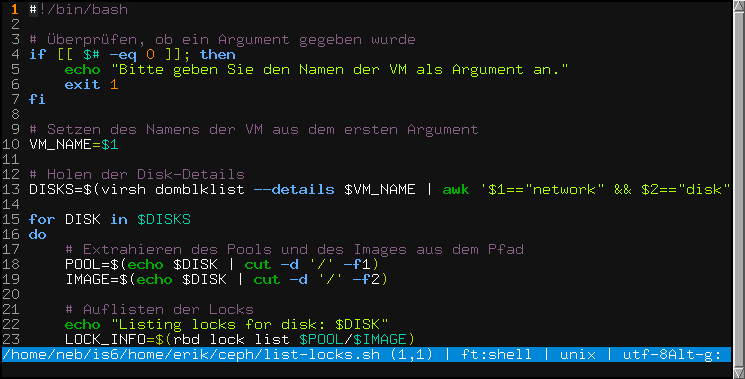 1 #!/bin/bash
2
3 # Überprüfen, ob ein Argument gegeben wurde
4 if [[ $# -eq 0 ]]; then
5     echo "Bitte geben Sie den Namen der VM als Argument an."
6     exit 1
7 fi
8
9 # Setzen des Namens der VM aus dem ersten Argument
10 VM_NAME=$1
11
12 # Holen der Disk-Details
13 DISKS=$(virsh domblklist --details $VM_NAME | awk '$1=="network" && $2=="disk"
14
15 for DISK in $DISKS
16 do
17     # Extrahieren des Pools und des Images aus dem Pfad
18     POOL=$(echo $DISK | cut -d '/' -f1)
19     IMAGE=$(echo $DISK | cut -d '/' -f2)
20
21     # Auflisten der Locks
22     echo "Listing locks for disk: $DISK"
23     LOCK_INFO=$(rbd lock list $POOL/$IMAGE)
/home/neb/is6/home/erik/ceph/list-locks.sh (1,1) | ft:shell | unix | utf-8Alt-g: